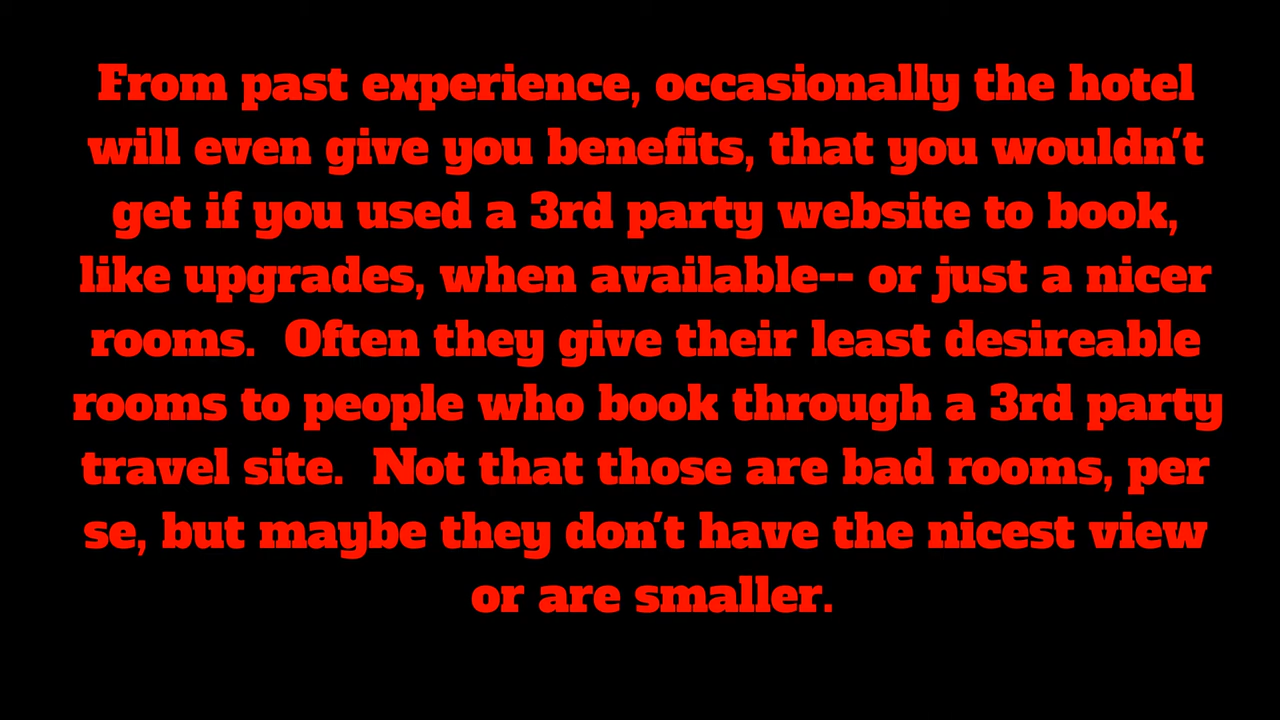 From past experience, occasionally the hotel
will even give you benefits, that you wouldn't
get if you used a 3rd party website to book,
like upgrades, when available-- or just a nicer
rooms.  Often they give their least desireable
rooms to people who book through a 3rd party
travel site.  Not that those are bad rooms, per
se, but maybe they don't have the nicest view
or are smaller.